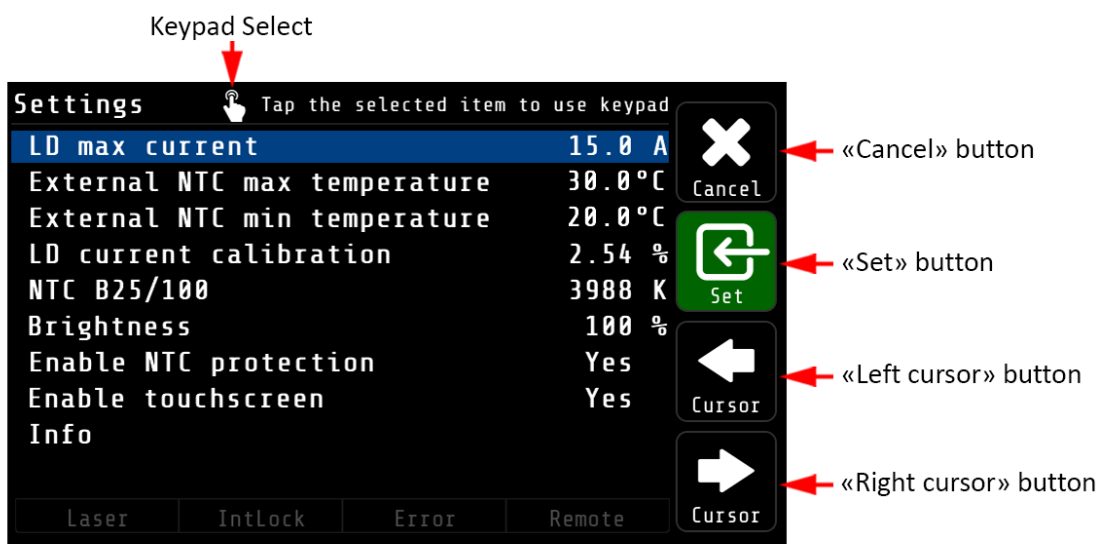 Keypad Select
Settings Tap the selected item to use keypad
LD max current 15.0 A
External NTC max temperature 30.0°C
External NTC min temperature 20.0°C
LD current calibration 2.54 %
NTC B25/100 3988 K
Brightness 100 %
Enable NTC protection Yes
Enable touchscreen Yes
Info
Laser IntLock Error Remote
Cancel
Set
Cursor
Cursor
«Cancel» button
«Set» button
«Left cursor» button
«Right cursor» button